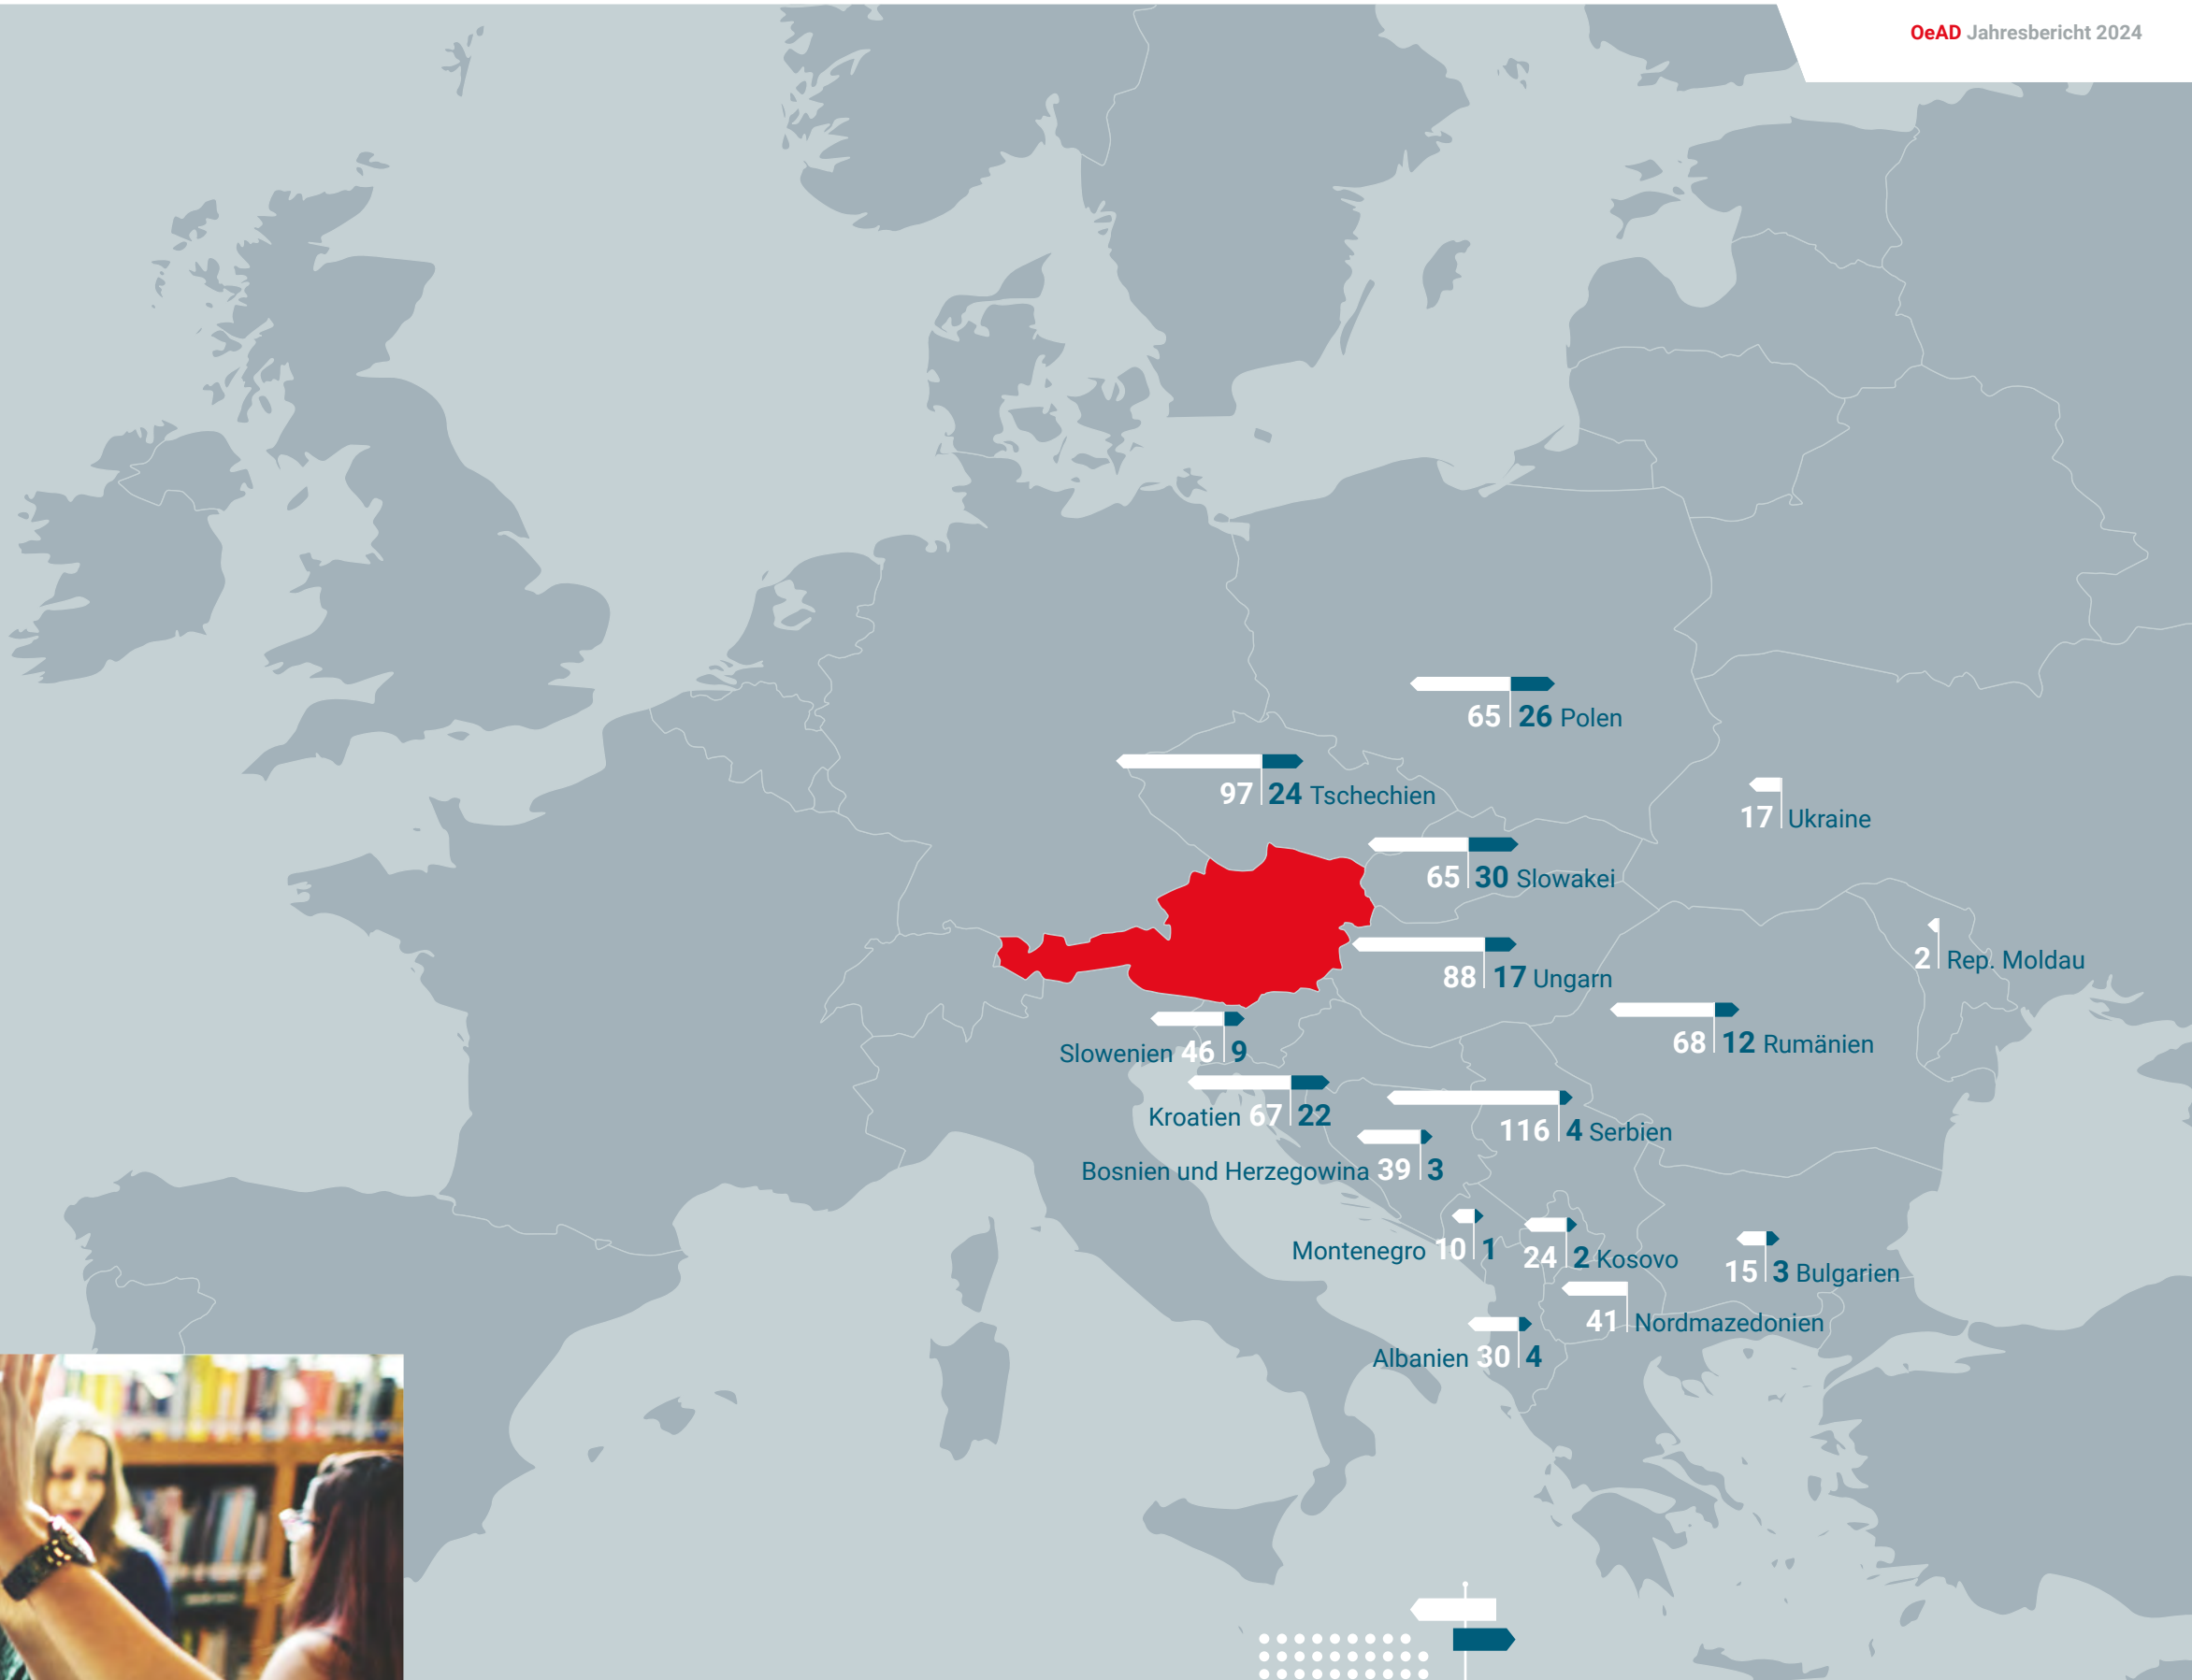 OeAD Jahresbericht 2024
65 26 Polen
97 24 Tschechien
17 Ukraine
65 30 Slowakei
2 Rep. Moldau
88 17 Ungarn
68 12 Rumänien
Slowenien 46 9
Kroatien 67 22
116 4 Serbien
Bosnien und Herzegowina 39 3
Montenegro 10 1
24 2 Kosovo
15 3 Bulgarien
41 Nordmazedonien
Albanien 30 4